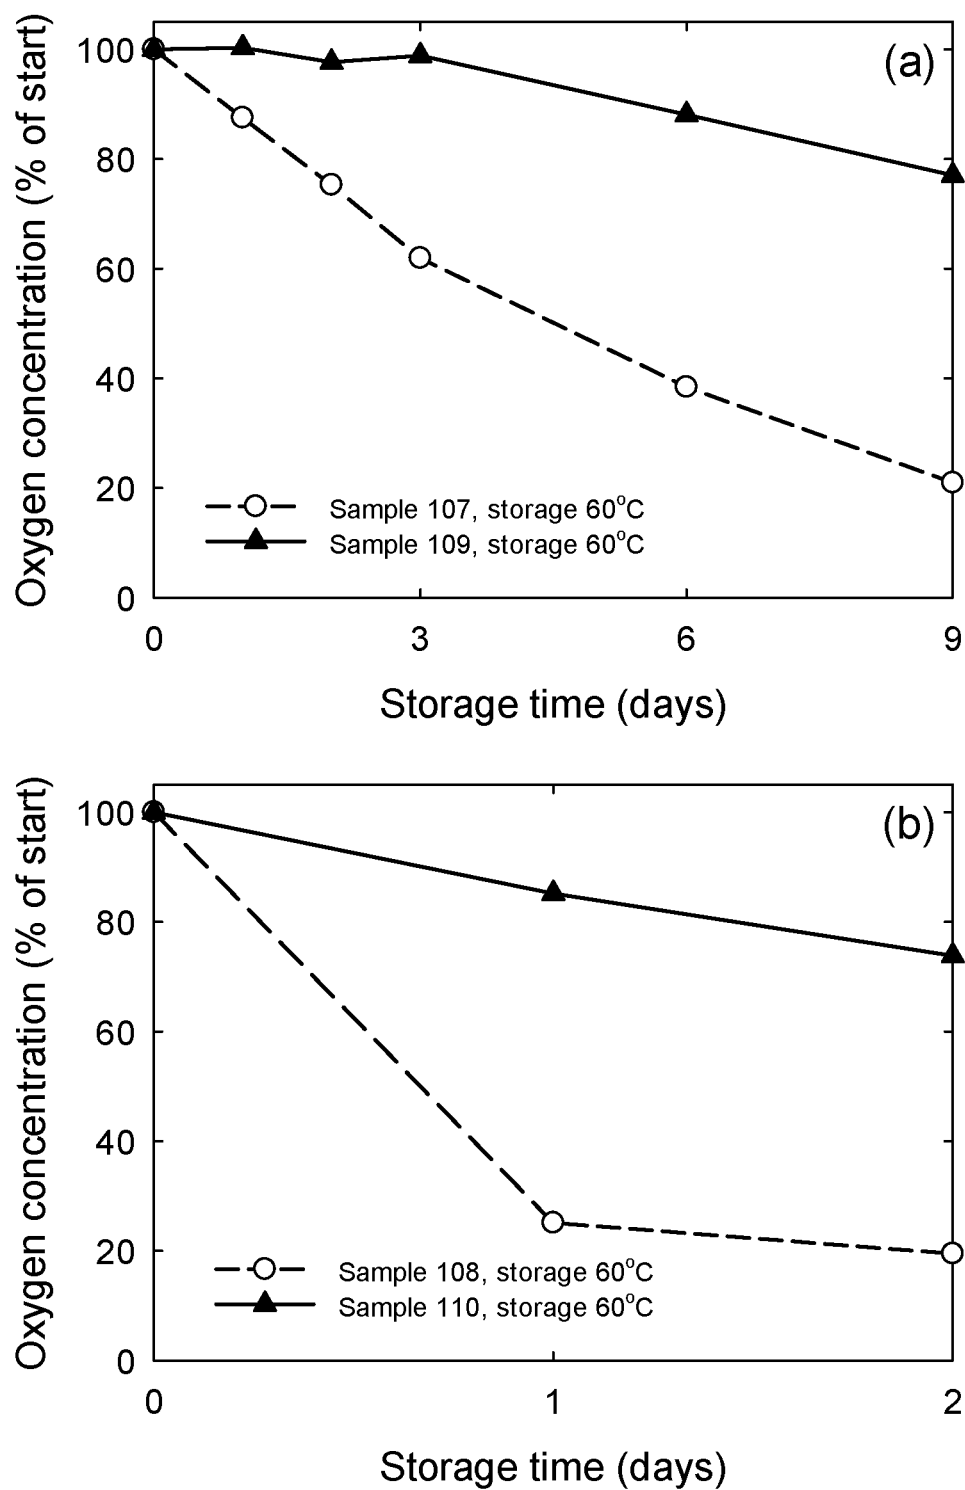 (a)
Oxygen concentration (% of start)
100
80
60
40
20
0
Sample 107, storage 60°C
Sample 109, storage 60°C
0 3 6 9
Storage time (days)
(b)
Oxygen concentration (% of start)
100
80
60
40
20
0
Sample 108, storage 60°C
Sample 110, storage 60°C
0 1 2
Storage time (days)